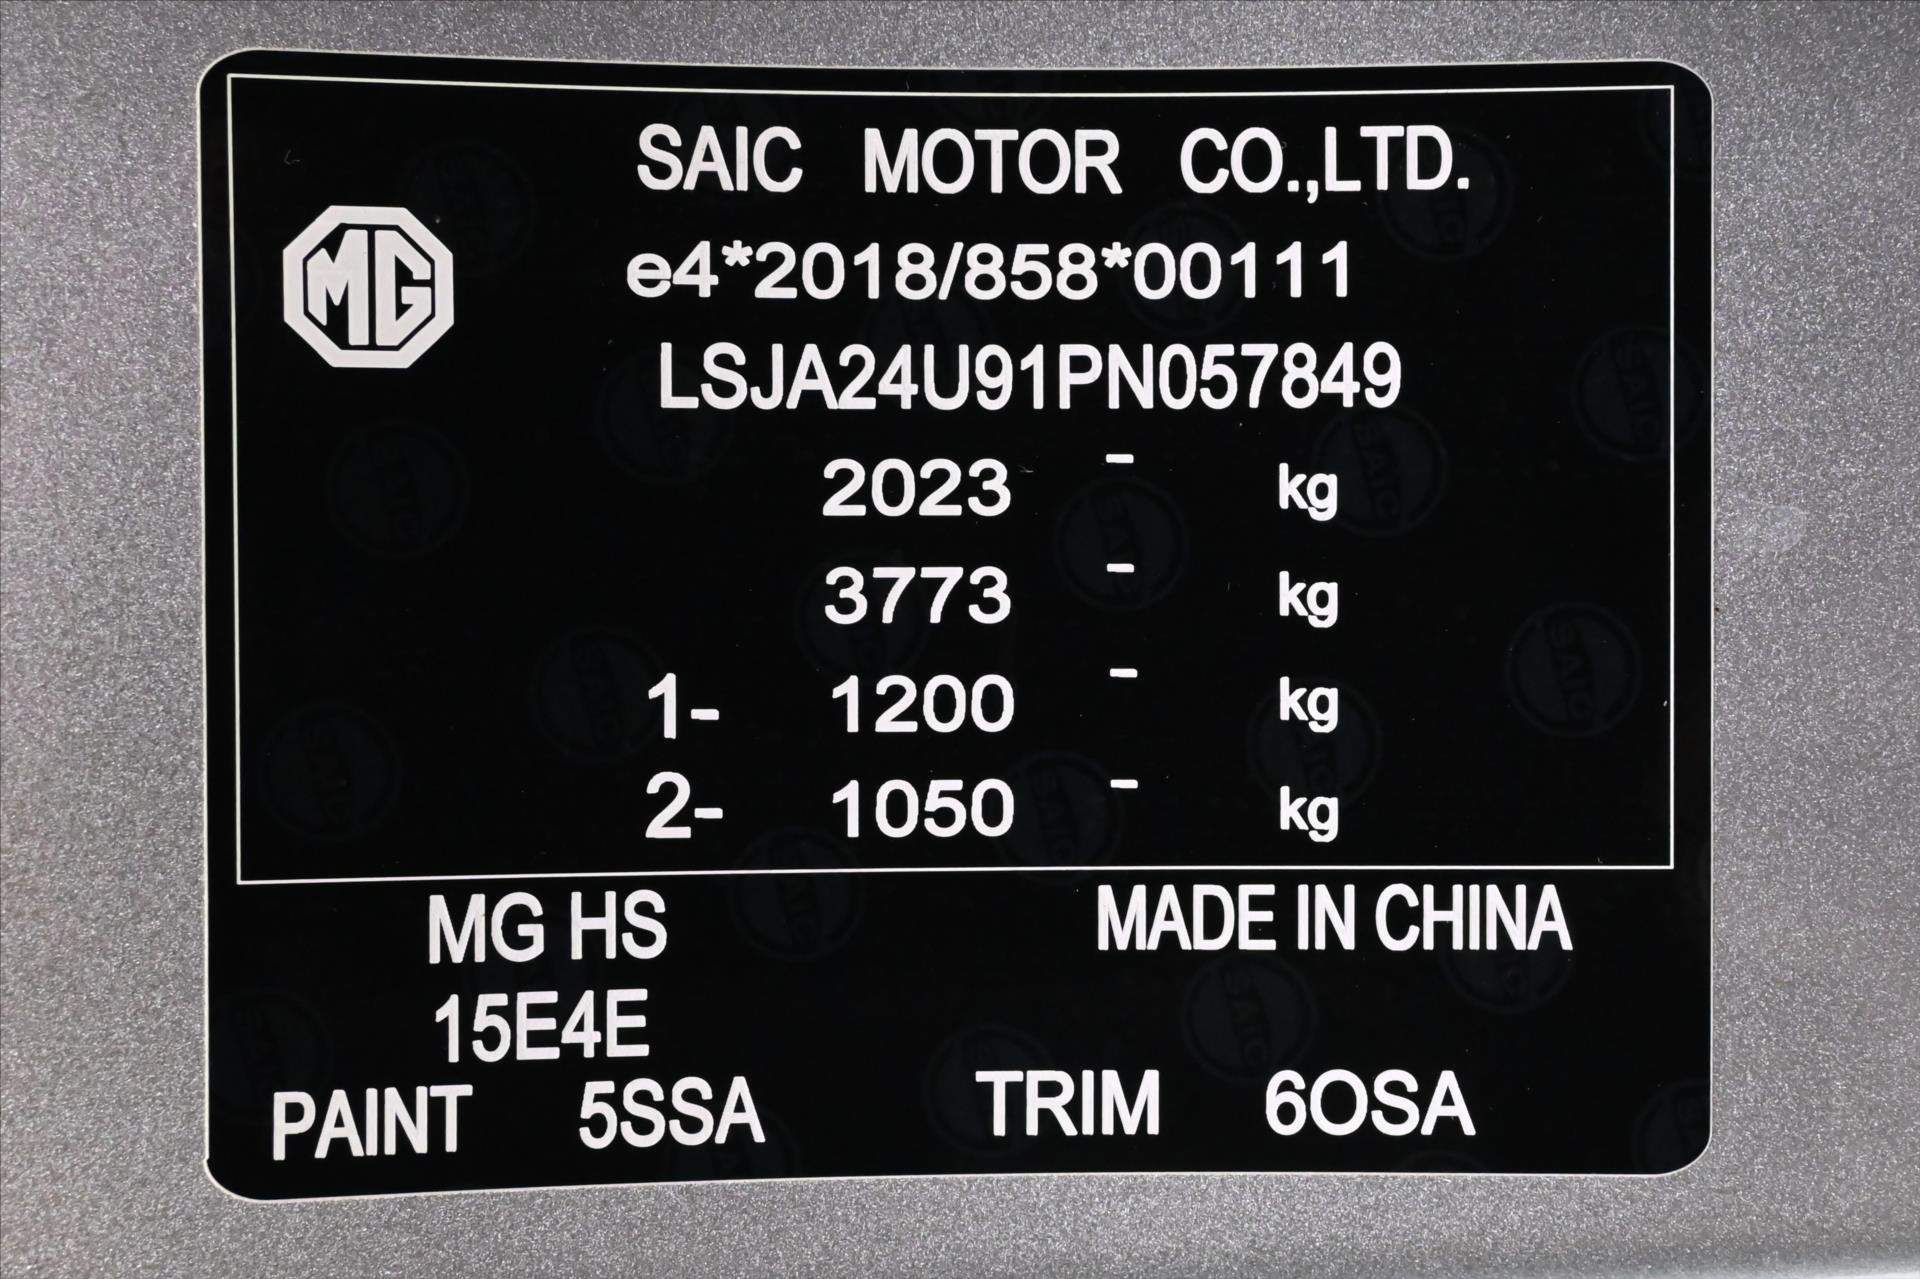 SAIC MOTOR CO.,LTD.
MG
e4*2018/858*00111
LSJA24U91PN057849
2023 - kg
3773 - kg
1- 1200 - kg
2- 1050 - kg
MG HS MADE IN CHINA
15E4E
PAINT 5SSA TRIM 6OSA